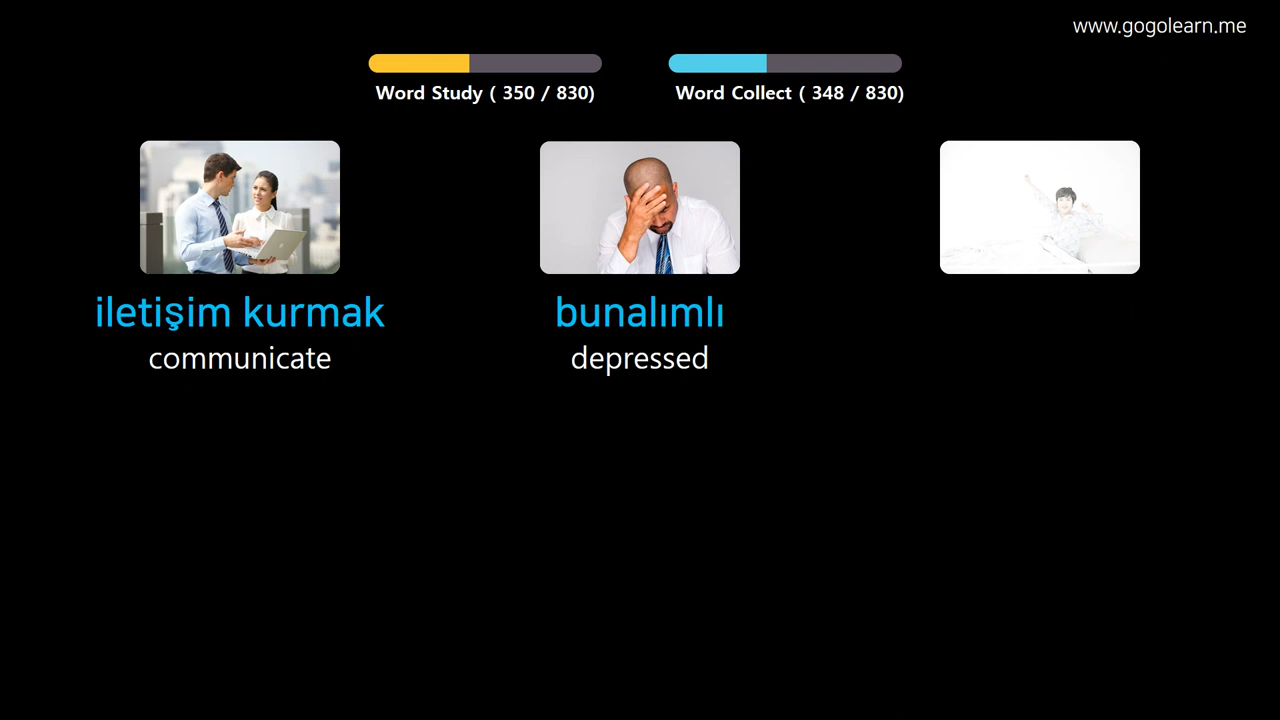 www.gogolearn.me
Word Study ( 350 / 830)
Word Collect ( 348 / 830)
iletişim kurmak
communicate
bunalımlı
depressed